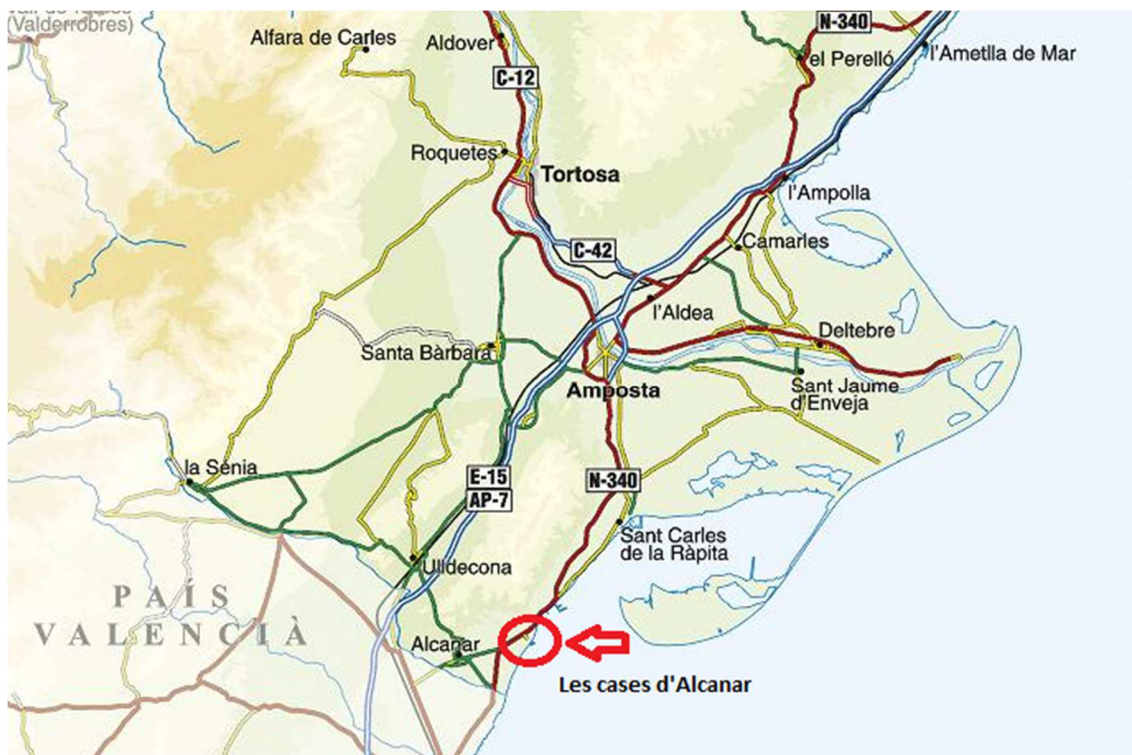 (Valderrobres)
Alfara de Carles
Aldover
N-340
el Perelló
l'Ametlla de Mar
C-12
Roquetes
Tortosa
l'Ampolla
C-42
Camarles
l'Aldea
Santa Bàrbara
Deltebre
Amposta
Sant Jaume
d'Enveja
la Sénia
E-15
AP-7
N-340
Sant Carles
de la Ràpita
Ulldecona
PAÍS
VALENCIÀ
Alcanar
Les cases d'Alcanar